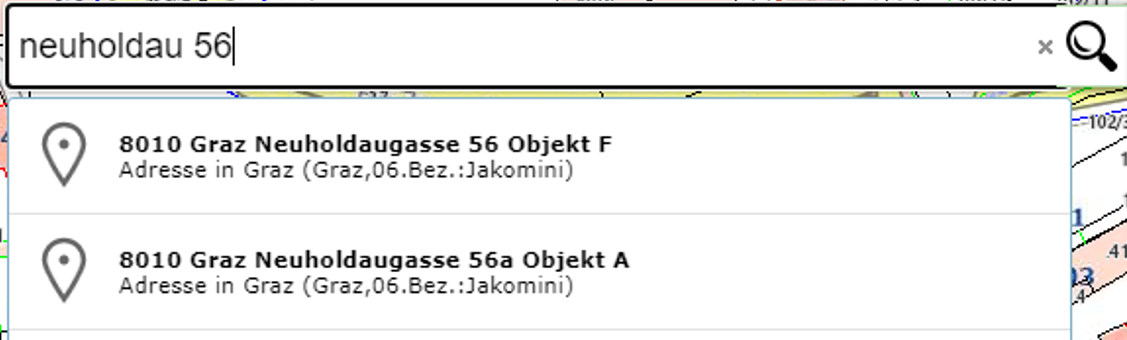 neuholdau 56
8010 Graz Neuholdaugasse 56 Objekt F
Adresse in Graz (Graz,06.Bez.:Jakomini)
8010 Graz Neuholdaugasse 56a Objekt A
Adresse in Graz (Graz,06.Bez.:Jakomini)